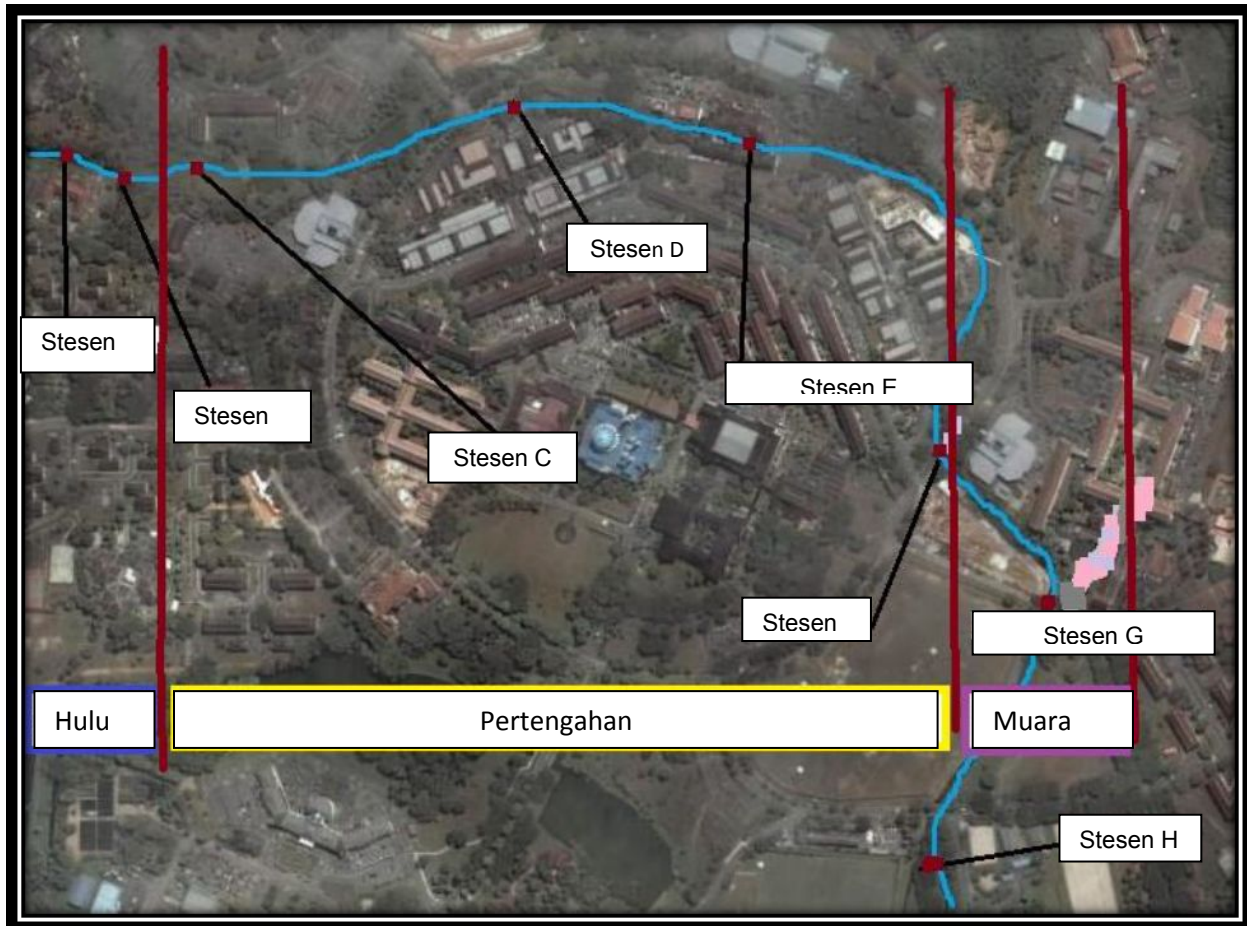 Stesen D
Stesen
Stesen E
Stesen
Stesen C
Stesen
Stesen G
Hulu
Pertengahan
Muara
Stesen H